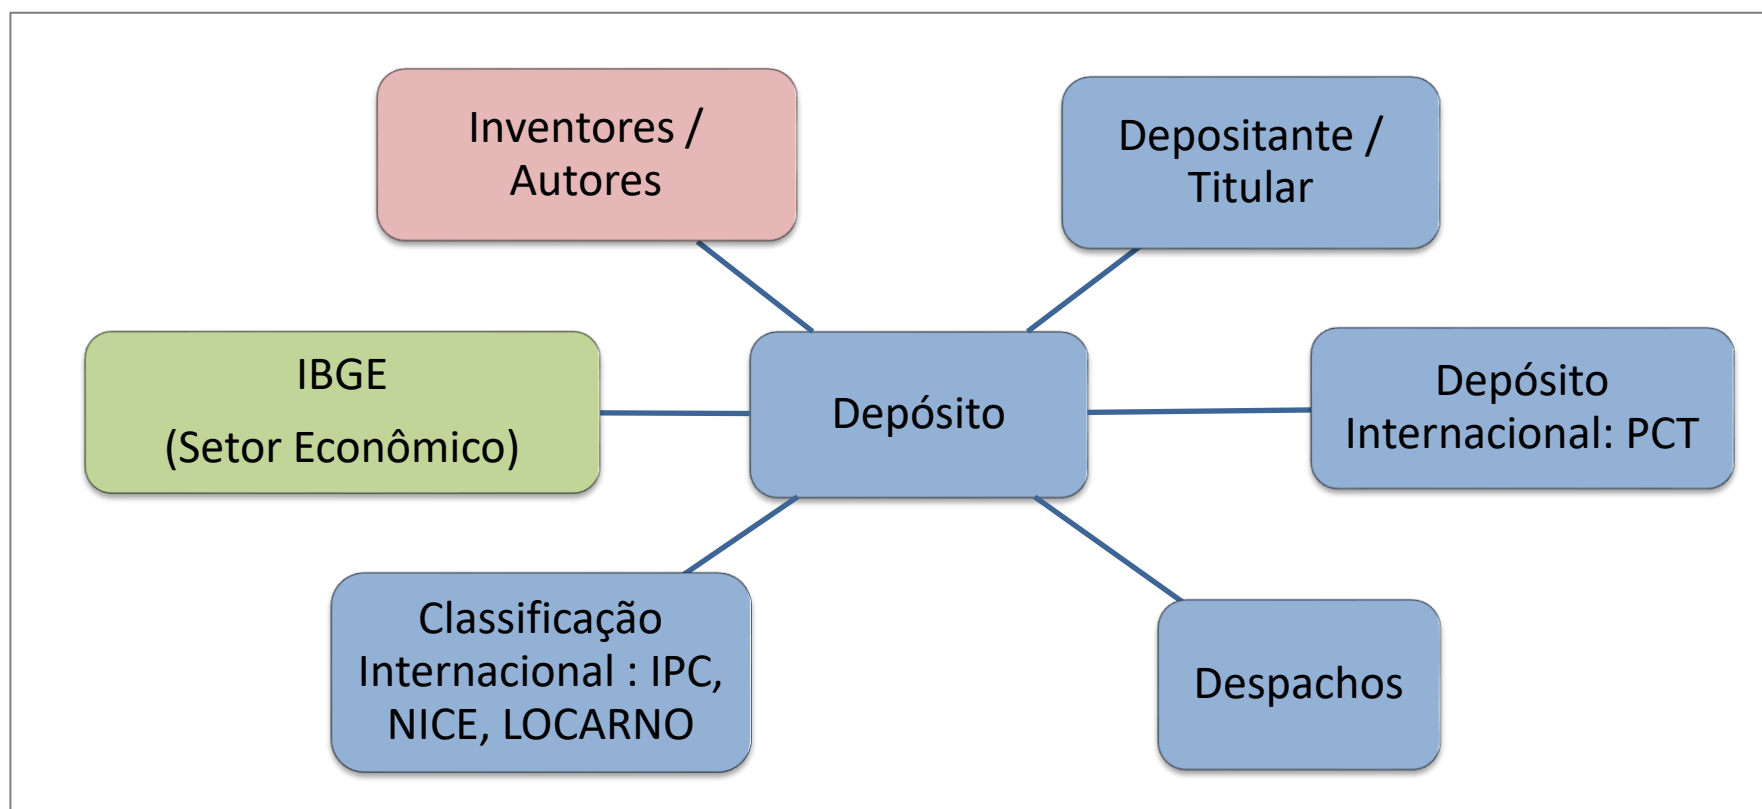 Inventores /
Autores
Depositante /
Titular
IBGE
(Setor Econômico)
Depósito
Depósito
Internacional: PCT
Classificação
Internacional : IPC,
NICE, LOCARNO
Despachos